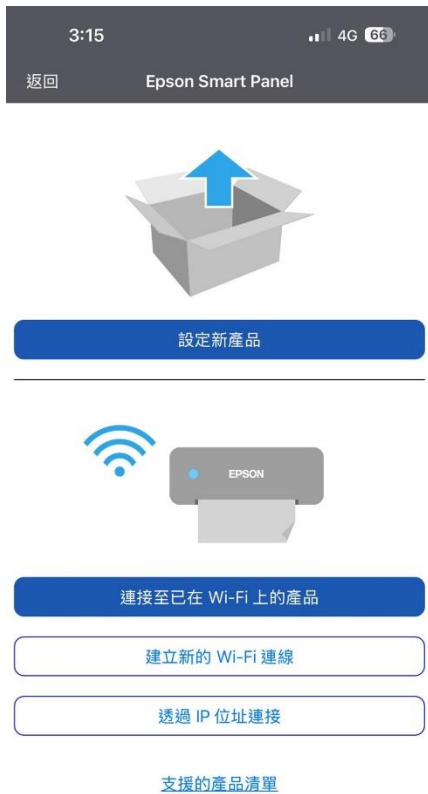 3:15 4G 66
返回 Epson Smart Panel
設定新產品
EPSON
連接至已在 Wi-Fi 上的產品
建立新的 Wi-Fi 連線
透過 IP 位址連接
支援的產品清單